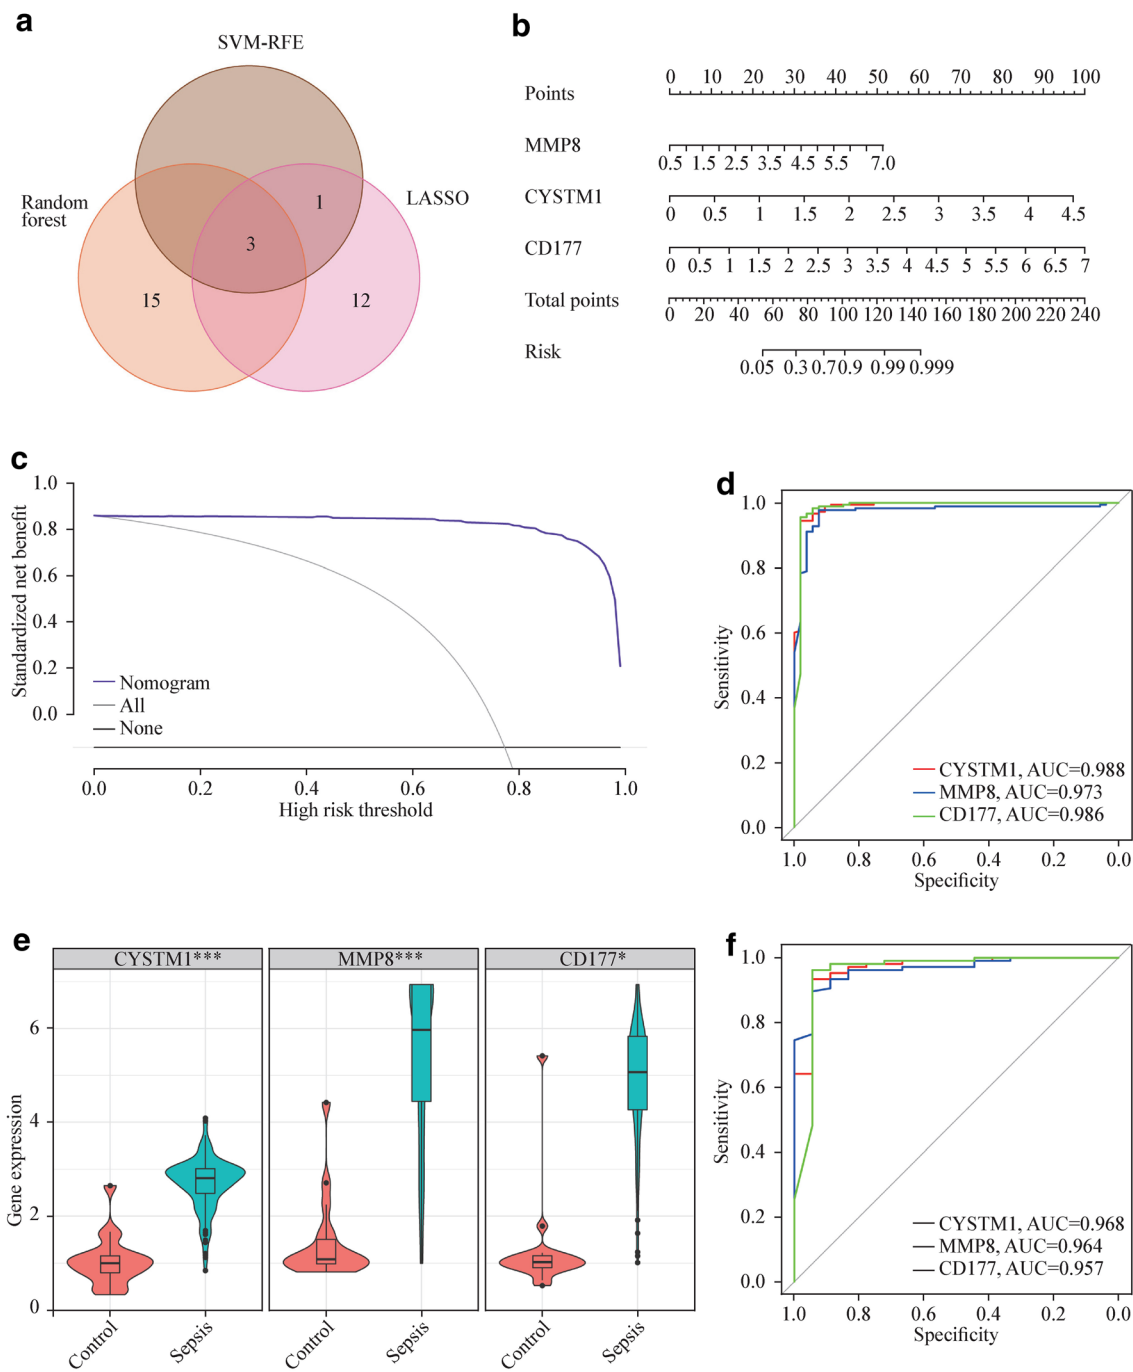 a
SVM-RFE
Random
forest
LASSO
1
3
15
12
b
Points
0 10 20 30 40 50 60 70 80 90 100
MMP8
0.5 1.5 2.5 3.5 4.5 5.5 7.0
CYSTM1
0 0.5 1 1.5 2 2.5 3 3.5 4 4.5
CD177
0 0.5 1 1.5 2 2.5 3 3.5 4 4.5 5 5.5 6 6.5 7
Total points
0 20 40 60 80 100 120 140 160 180 200 220 240
Risk
0.05 0.3 0.7 0.9 0.99 0.999
c
Standardized net benefit
1.0
0.8
0.6
0.4
0.2
0.0
Nomogram
All
None
0.0 0.2 0.4 0.6 0.8 1.0
High risk threshold
d
Sensitivity
1.0
0.8
0.6
0.4
0.2
0.0
CYSTM1, AUC=0.988
MMP8, AUC=0.973
CD177, AUC=0.986
1.0 0.8 0.6 0.4 0.2 0.0
Specificity
e
CYSTM1*** MMP8*** CD177*
Gene expression
6
4
2
0
Control Sepsis Control Sepsis Control Sepsis
f
Sensitivity
1.0
0.8
0.6
0.4
0.2
0.0
CYSTM1, AUC=0.968
MMP8, AUC=0.964
CD177, AUC=0.957
1.0 0.8 0.6 0.4 0.2 0.0
Specificity